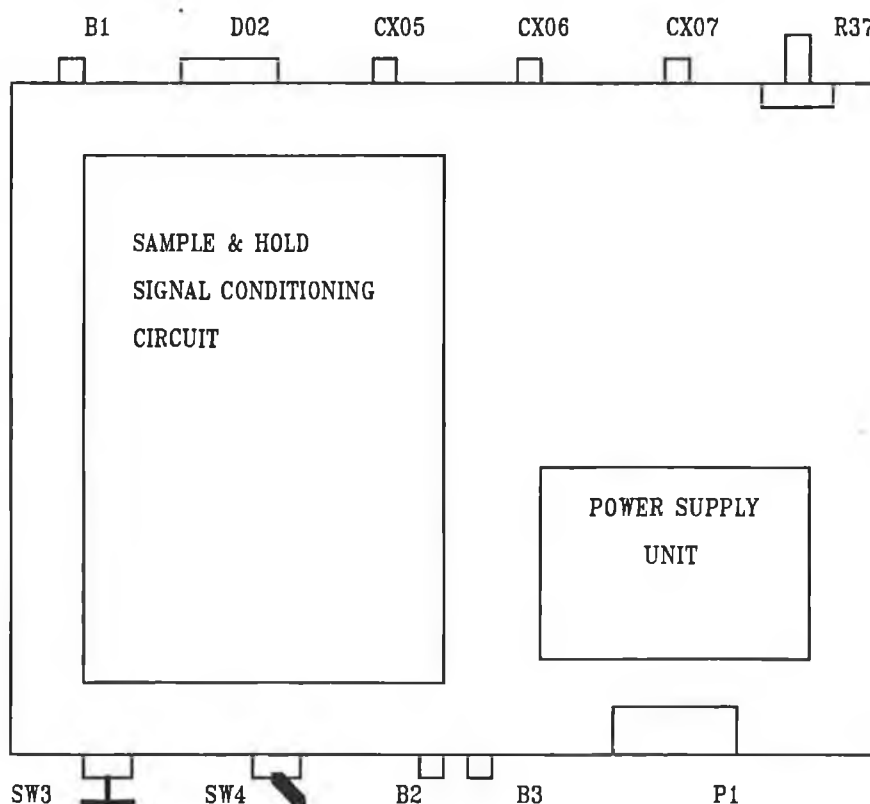 B1 D02 CX05 CX06 CX07 R37
SAMPLE & HOLD
SIGNAL CONDITIONING
CIRCUIT
POWER SUPPLY
UNIT
SW3 SW4 B2 B3 P1